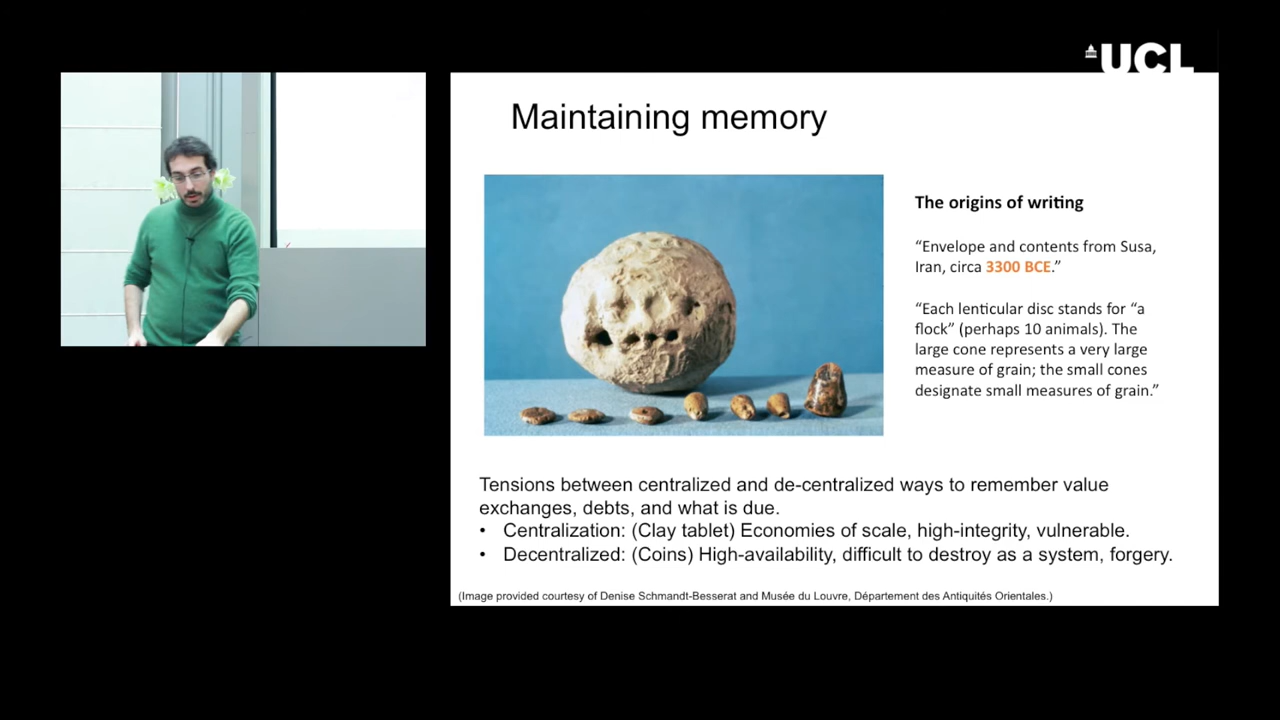 UCL
Maintaining memory
The origins of writing
“Envelope and contents from Susa,
Iran, circa 3300 BCE.”
“Each lenticular disc stands for “a
flock” (perhaps 10 animals). The
large cone represents a very large
measure of grain; the small cones
designate small measures of grain.”
Tensions between centralized and de-centralized ways to remember value
exchanges, debts, and what is due.
• Centralization: (Clay tablet) Economies of scale, high-integrity, vulnerable.
• Decentralized: (Coins) High-availability, difficult to destroy as a system, forgery.
(Image provided courtesy of Denise Schmandt-Besserat and Musée du Louvre, Département des Antiquités Orientales.)